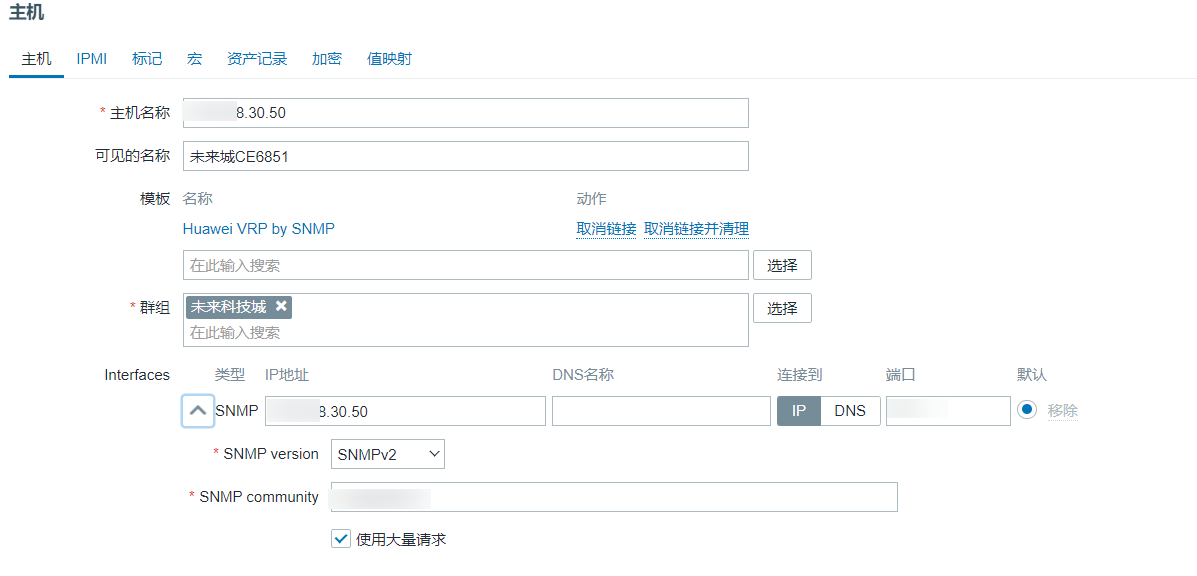 主机
主机 IPMI 标记 宏 资产记录 加密 值映射
* 主机名称 8.30.50
可见的名称 未来城CE6851
模板 名称 动作
Huawei VRP by SNMP 取消链接 取消链接并清理
在此输入搜索 选择
* 群组 未来科技城 ✖ 选择
在此输入搜索
Interfaces 类型 IP地址 DNS名称 连接到 端口 默认
SNMP 8.30.50 IP DNS 移除
* SNMP version SNMPv2
* SNMP community
使用大量请求